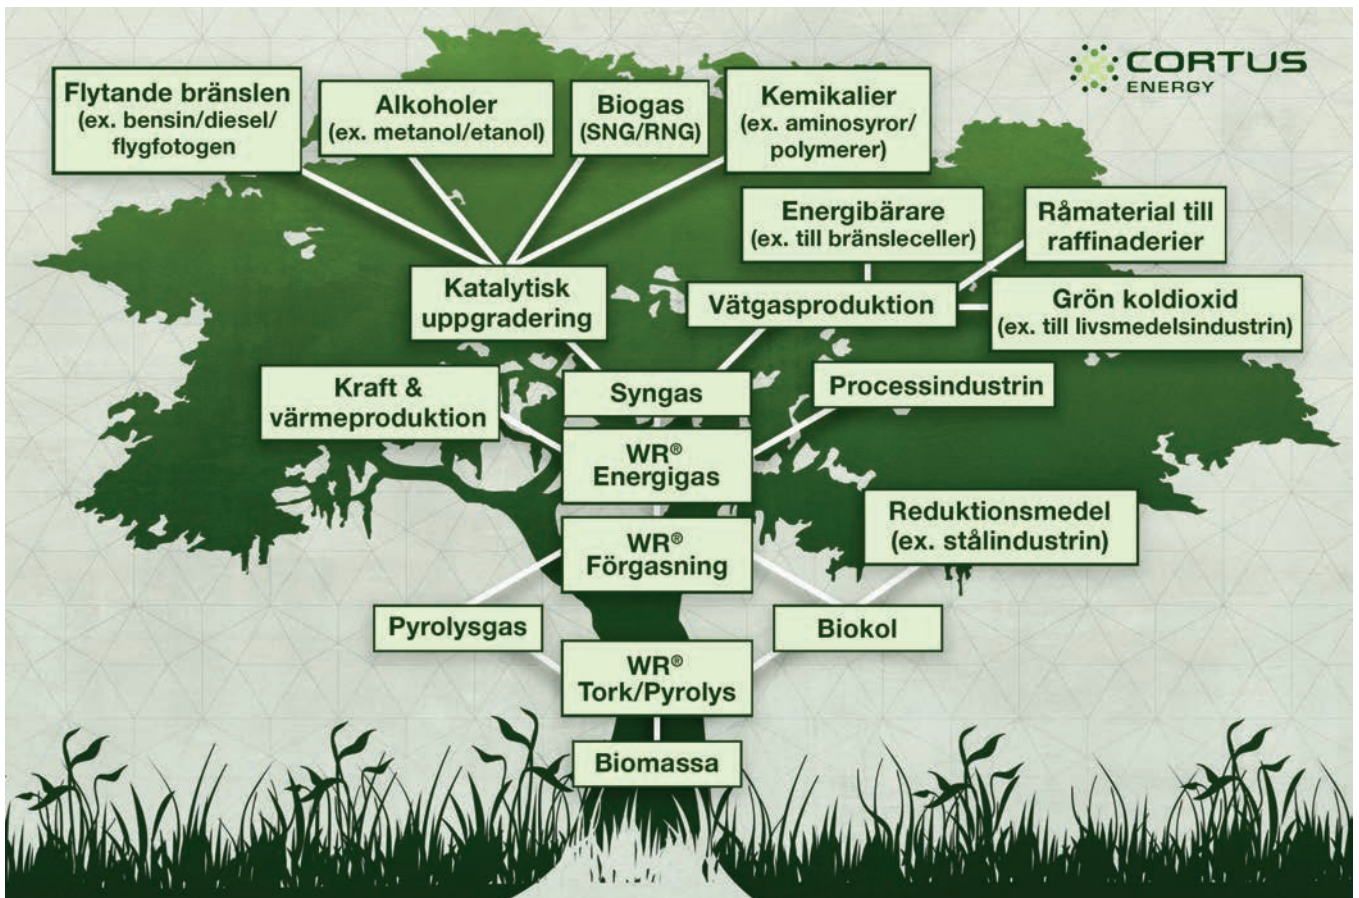 CORTUS
ENERGY
Flytande bränslen
(ex. bensin/diesel/
flygfotogen
Alkoholer
(ex. metanol/etanol)
Biogas
(SNG/RNG)
Kemikalier
(ex. aminosyror/
polymerer)
Energibärare
(ex. till bränsleceller)
Råmaterial till
raffinaderier
Katalytisk
uppgradering
Vätgasproduktion
Grön koldioxid
(ex. till livsmedelsindustrin)
Kraft &
värmeproduktion
Syngas
Processindustrin
WR®
Energigas
Reduktionsmedel
(ex. stålindustrin)
WR®
Förgasning
Pyrolysgas
Biokol
WR®
Tork/Pyrolys
Biomassa